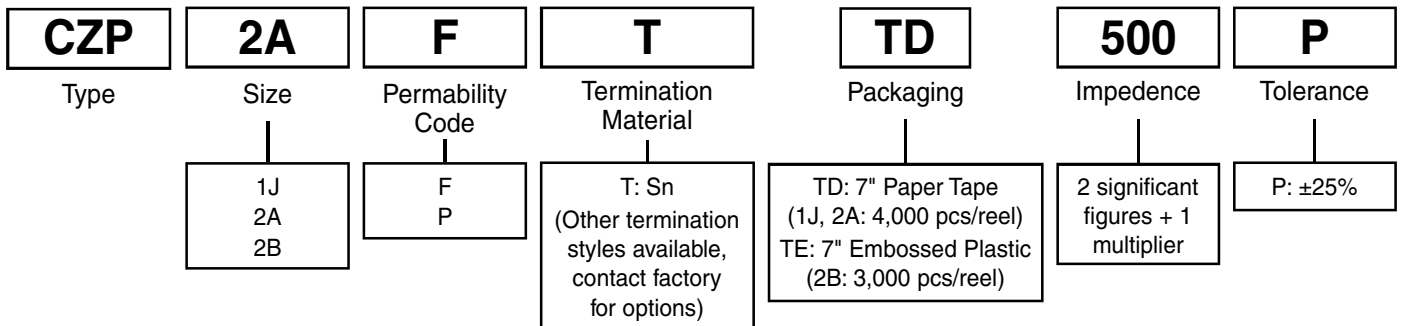 CZP 2A F T TD 500 P
Type Size Permability Code Termination Material Packaging Impedence Tolerance
1J
2A
2B
F
P
T: Sn
(Other termination
styles available,
contact factory
for options)
TD: 7" Paper Tape
(1J, 2A: 4,000 pcs/reel)
TE: 7" Embossed Plastic
(2B: 3,000 pcs/reel)
2 significant
figures + 1
multiplier
P: ±25%